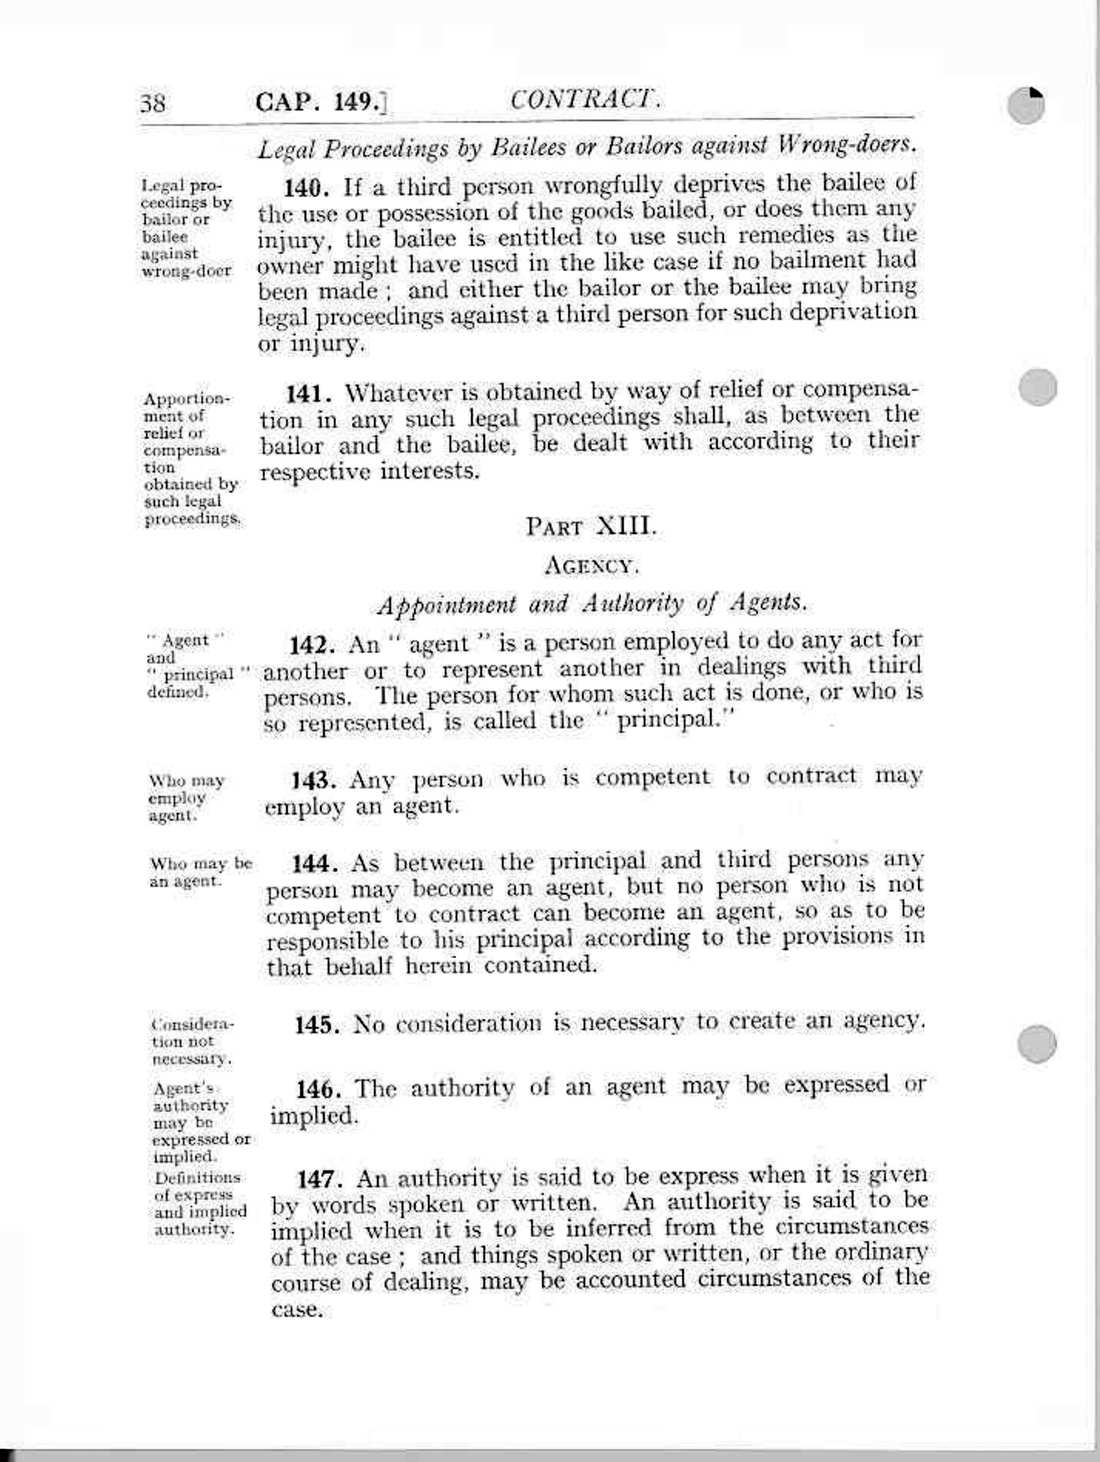 38 CAP. 149.] CONTRACT.
Legal Proceedings by Bailees or Bailors against Wrong-doers.
Legal pro-
ceedings by
bailor or
bailee
against
wrong-doer
140. If a third person wrongfully deprives the bailee of
the use or possession of the goods bailed, or does them any
injury, the bailee is entitled to use such remedies as the
owner might have used in the like case if no bailment had
been made ; and either the bailor or the bailee may bring
legal proceedings against a third person for such deprivation
or injury.
Apportion-
ment of
relief or
compensa-
tion
obtained by
such legal
proceedings.
141. Whatever is obtained by way of relief or compensa-
tion in any such legal proceedings shall, as between the
bailor and the bailee, be dealt with according to their
respective interests.
PART XIII.
AGENCY.
Appointment and Authority of Agents.
" Agent "
and
" principal "
defined.
142. An " agent " is a person employed to do any act for
another or to represent another in dealings with third
persons. The person for whom such act is done, or who is
so represented, is called the " principal."
Who may
employ
agent.
143. Any person who is competent to contract may
employ an agent.
Who may be
an agent.
144. As between the principal and third persons any
person may become an agent, but no person who is not
competent to contract can become an agent, so as to be
responsible to his principal according to the provisions in
that behalf herein contained.
Considera-
tion not
necessary.
145. No consideration is necessary to create an agency.
Agent's
authority
may be
expressed or
implied.
146. The authority of an agent may be expressed or
implied.
Definitions
of express
and implied
authority.
147. An authority is said to be express when it is given
by words spoken or written. An authority is said to be
implied when it is to be inferred from the circumstances
of the case ; and things spoken or written, or the ordinary
course of dealing, may be accounted circumstances of the
case.